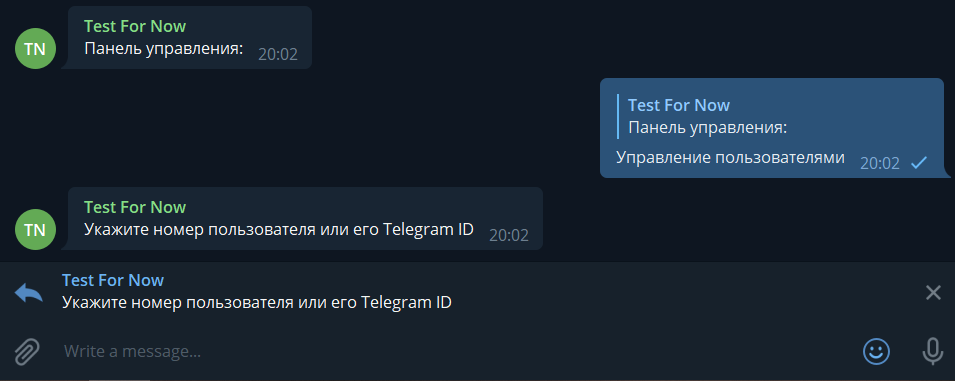 Test For Now
TN
Панель управления:
20:02
Test For Now
Панель управления:
Управление пользователями
20:02
Test For Now
TN
Укажите номер пользователя или его Telegram ID
20:02
Test For Now
Укажите номер пользователя или его Telegram ID
Write a message...